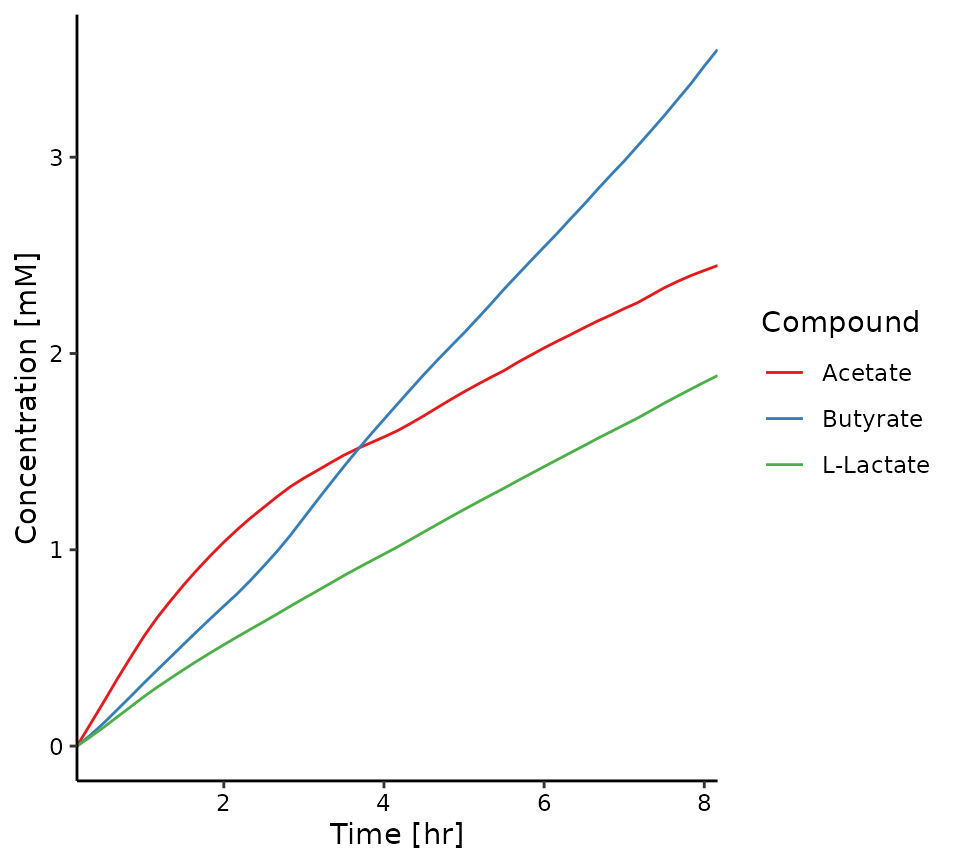 Concentration [mM]
3
2
1
0
2
4
6
8
Time [hr]
Compound
Acetate
Butyrate
L-Lactate